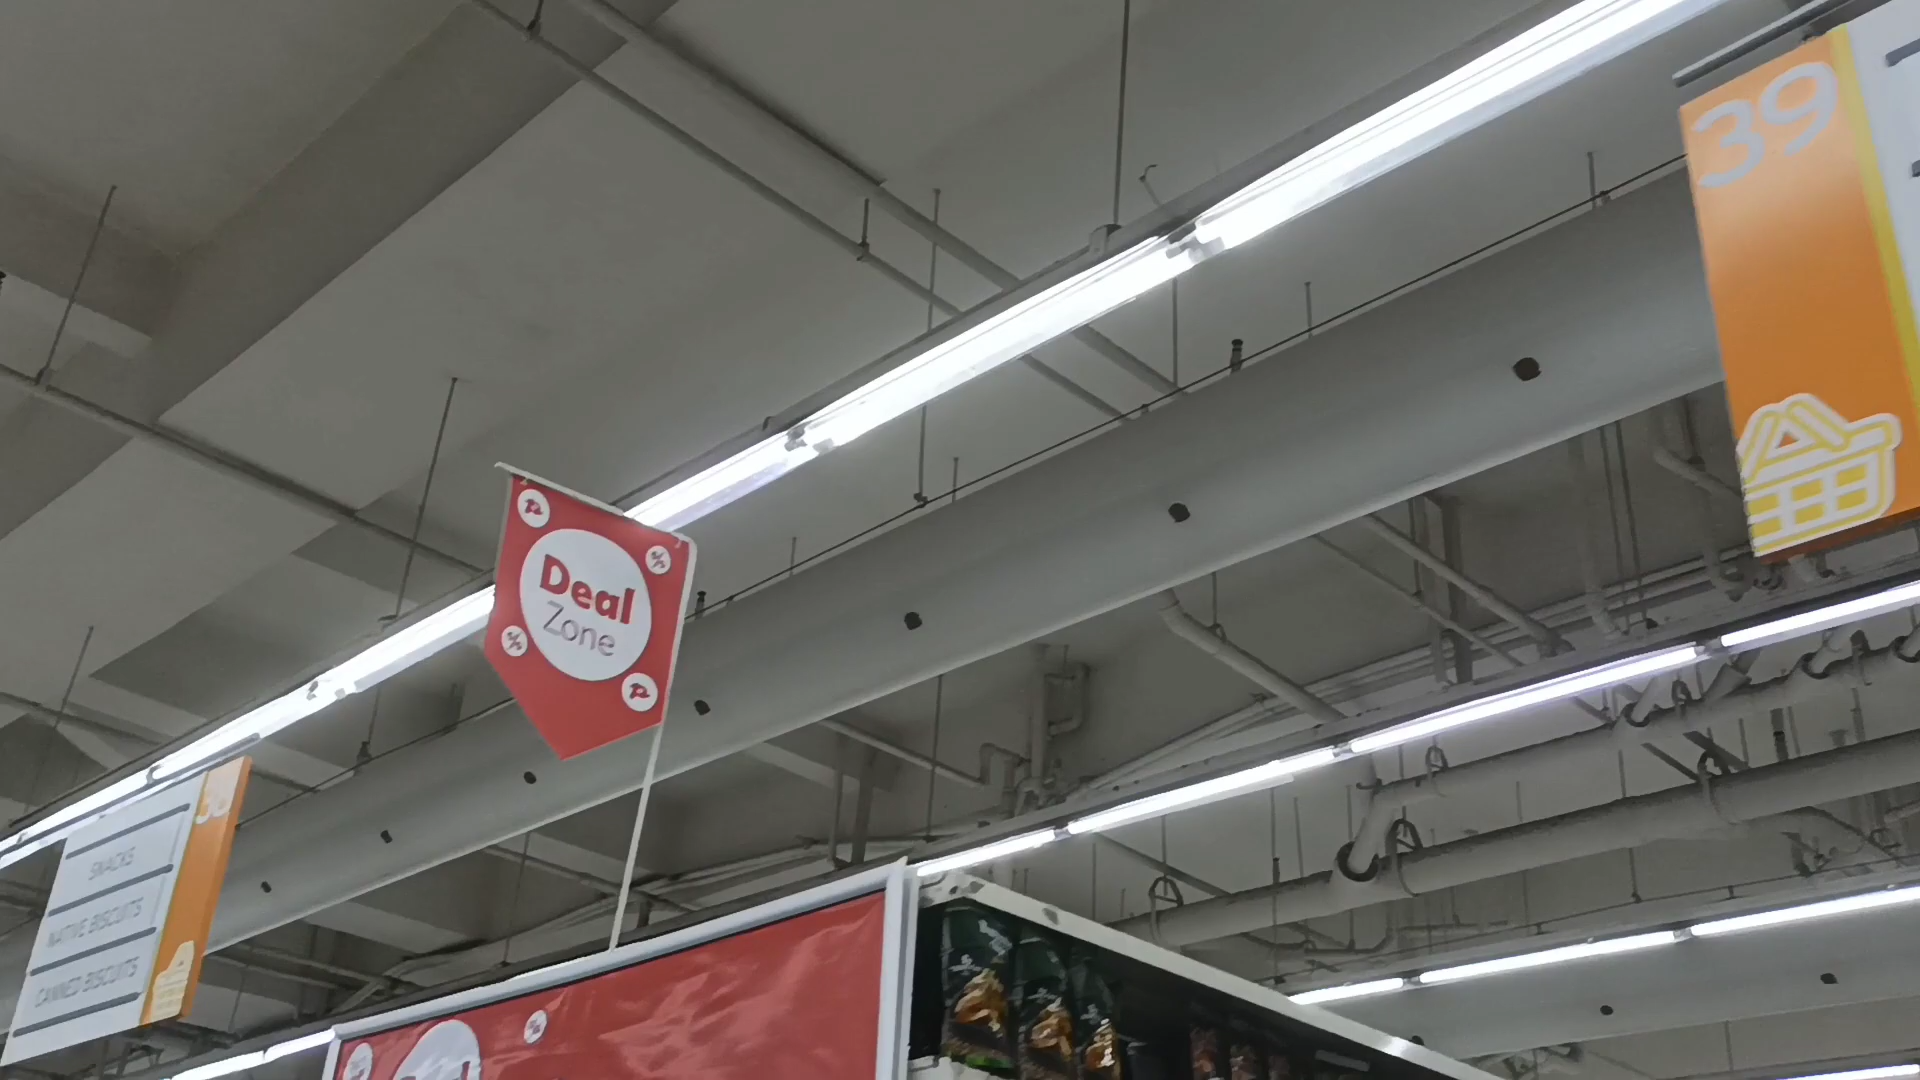 39
Deal
Zone
SNACKS
NATIVE BISCUITS
CANNED BISCUITS